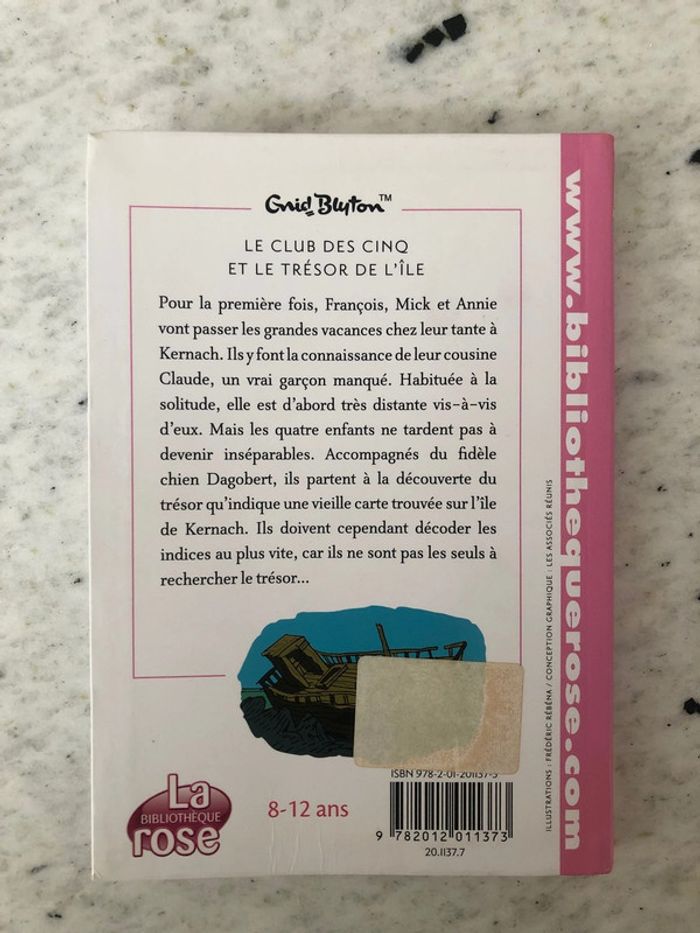 Enid Blyton™
LE CLUB DES CINQ
ET LE TRÉSOR DE L'ÎLE
Pour la première fois, François, Mick et Annie
vont passer les grandes vacances chez leur tante à
Kernach. Ils y font la connaissance de leur cousine
Claude, un vrai garçon manqué. Habituée à la
solitude, elle est d'abord très distante vis-à-vis
d'eux. Mais les quatre enfants ne tardent pas à
devenir inséparables. Accompagnés du fidèle
chien Dagobert, ils partent à la découverte du
trésor qu'indique une vieille carte trouvée sur l'île
de Kernach. Ils doivent cependant décoder les
indices au plus vite, car ils ne sont pas les seuls à
rechercher le trésor...
La
BIBLIOTHÈQUE
rose
8-12 ans
ISBN 978-2-01-201137-3
9 782012 011373
20.1137.7
ILLUSTRATIONS : FRÉDÉRIC RÉBÉNA / CONCEPTION GRAPHIQUE : LES ASSOCIÉS RÉUNIS
www.bibliothequerose.com